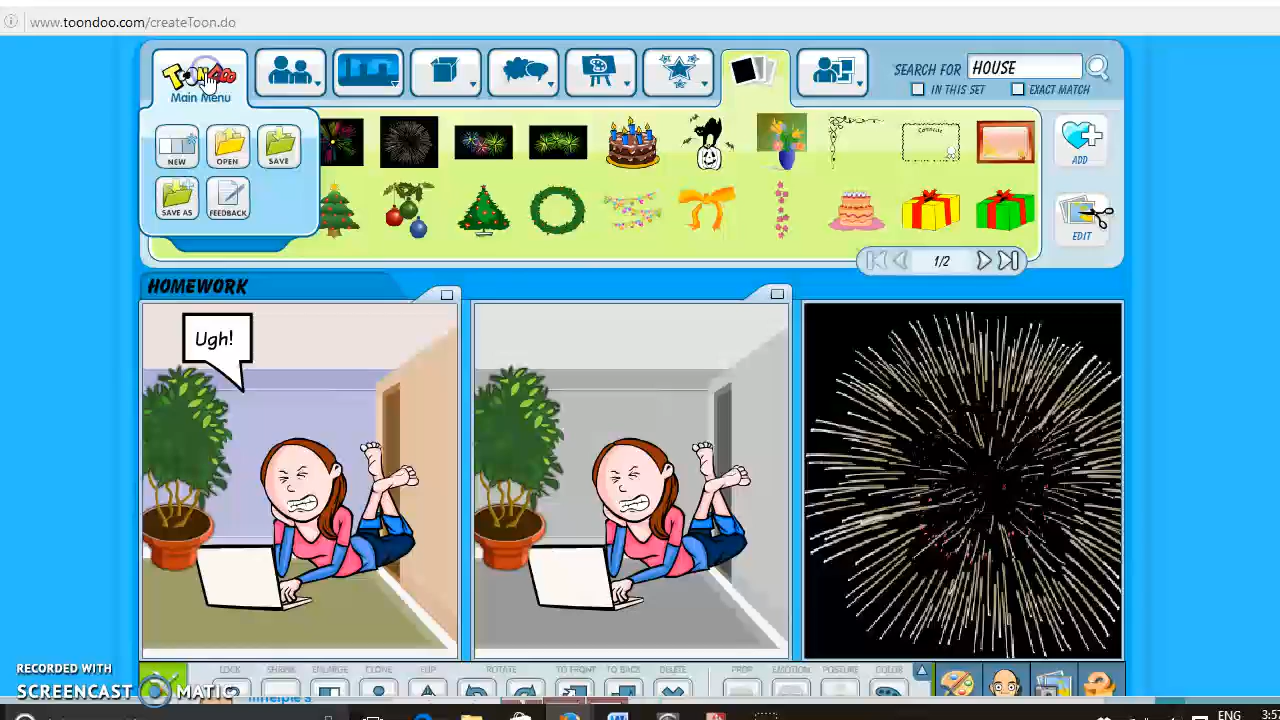 www.toondoo.com/createToon.do
TOONDOO
Main Menu
SEARCH FOR HOUSE
IN THIS SET EXACT MATCH
NEW OPEN SAVE
ADD
SAVE AS FEEDBACK
EDIT
1/2
HOMEWORK
Ugh!
LOCK SHRINK ENLARGE CLONE FLIP ROTATE TO FRONT TO BACK DELETE PROP EMOTION POSTURE COLOR
RECORDED WITH
SCREENCAST MATIC
ENG